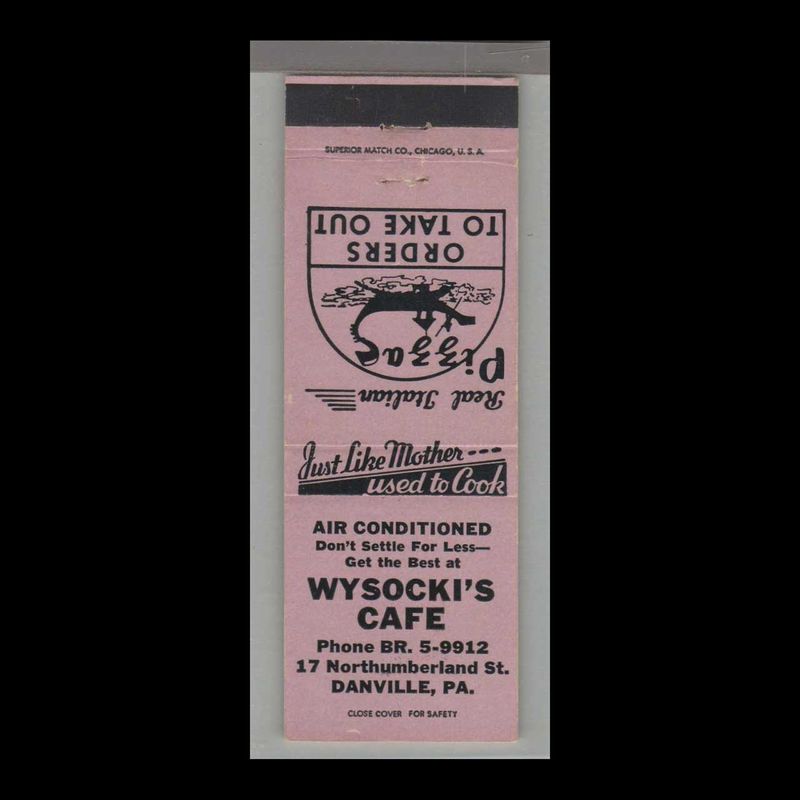 SUPERIOR MATCH CO., CHICAGO, U. S. A.
Real Italian
Pizza
ORDERS
TO TAKE OUT
Just Like Mother---
used to Cook
AIR CONDITIONED
Don't Settle For Less—
Get the Best at
WYSOCKI'S
CAFE
Phone BR. 5-9912
17 Northumberland St.
DANVILLE, PA.
CLOSE COVER FOR SAFETY